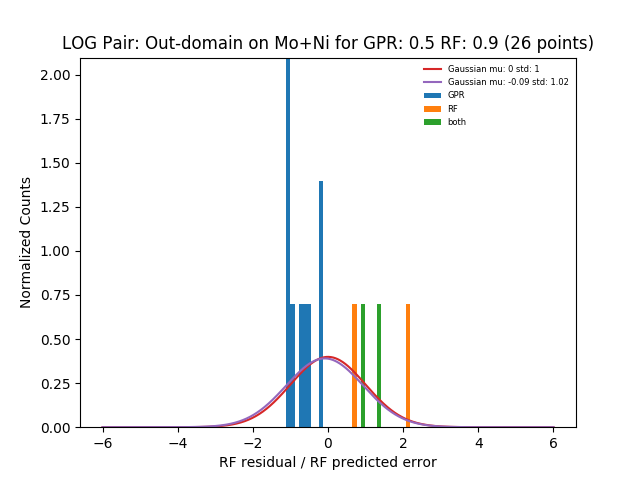 LOG Pair: Out-domain on Mo+Ni for GPR: 0.5 RF: 0.9 (26 points)
Gaussian mu: 0 std: 1
Gaussian mu: -0.09 std: 1.02
GPR
RF
both
Normalized Counts
2.00
1.75
1.50
1.25
1.00
0.75
0.50
0.25
0.00
−6 −4 −2 0 2 4 6
RF residual / RF predicted error